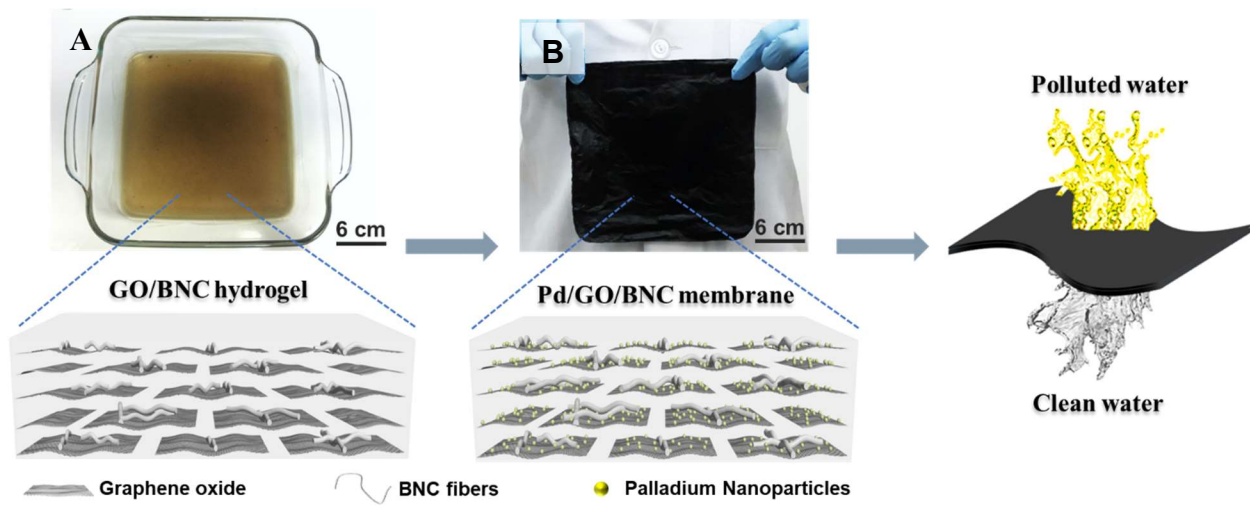 A
B
6 cm
6 cm
GO/BNC hydrogel
Pd/GO/BNC membrane
Polluted water
Clean water
Graphene oxide
BNC fibers
Palladium Nanoparticles